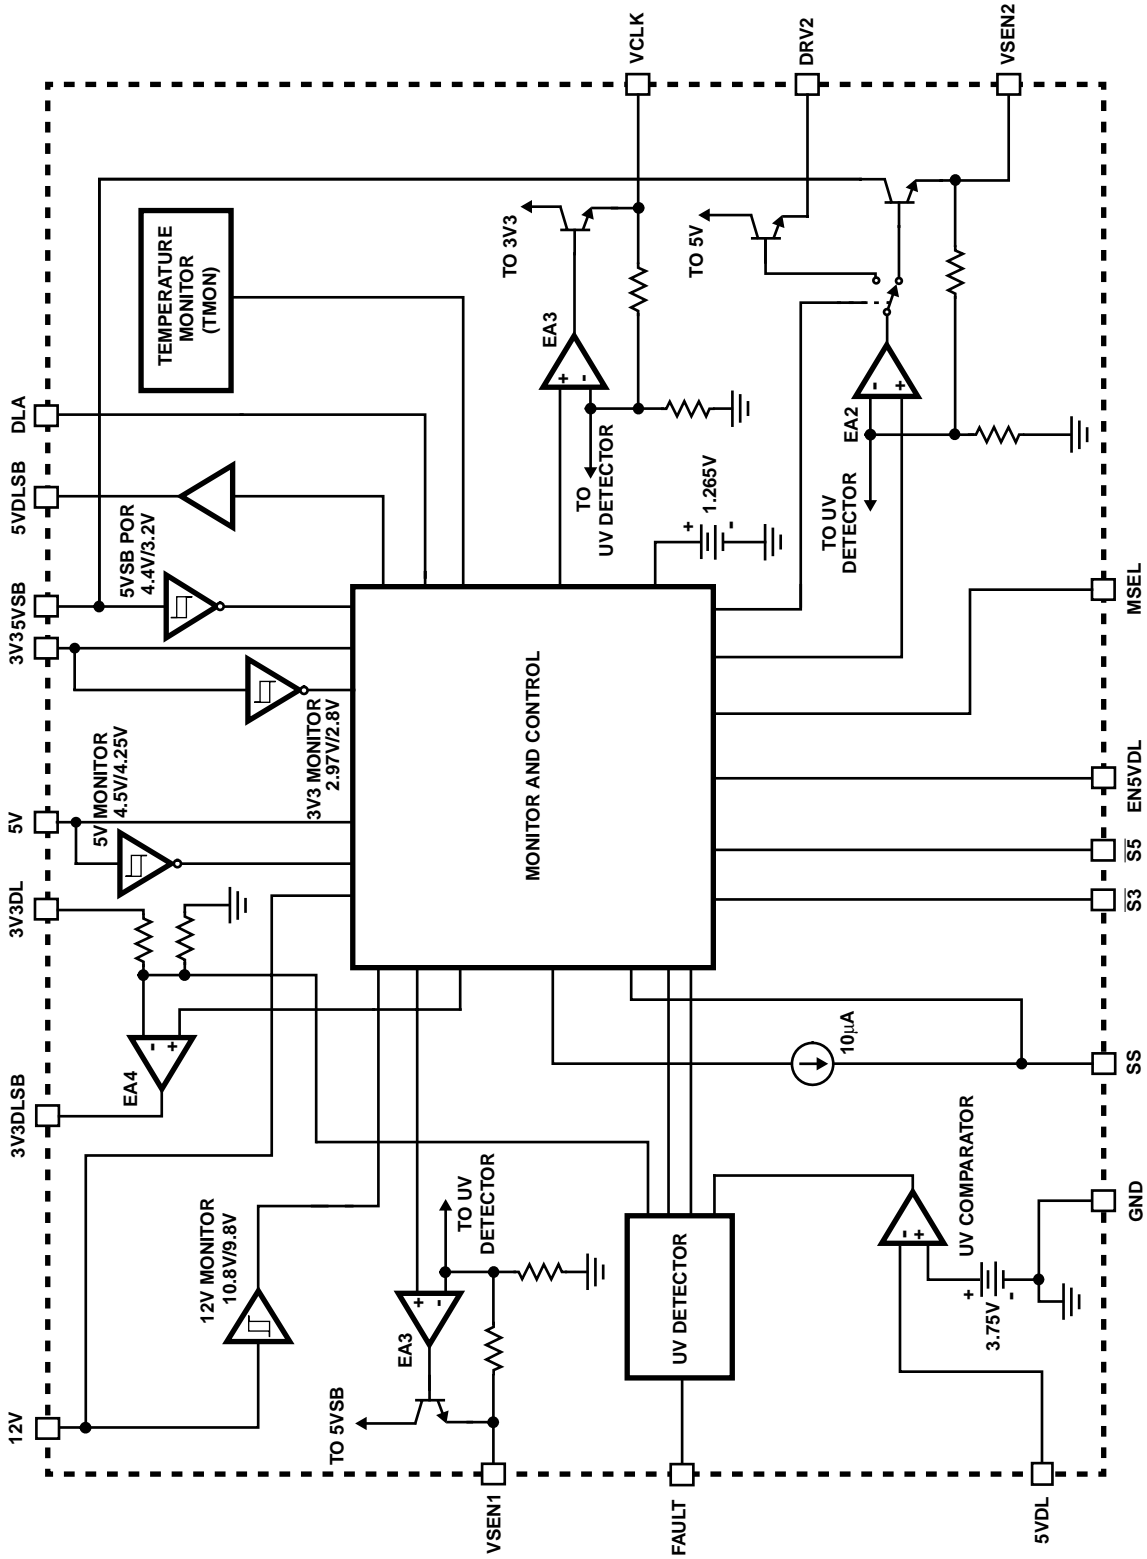 12V
3V3DLSB
3V3DL
5V
3V3
5VSB
5VDLSB
DLA
12V MONITOR
10.8V/9.8V
EA4
-
+
5V MONITOR
4.5V/4.25V
3V3 MONITOR
2.97V/2.8V
5VSB POR
4.4V/3.2V
TEMPERATURE
MONITOR
(TMON)
TO 5VSB
EA3
+
-
TO UV
DETECTOR
VSEN1
MONITOR AND CONTROL
EA3
+
-
TO 3V3
TO
UV DETECTOR
VCLK
1.265V
+
-
TO 5V
DRV2
EA2
-
+
TO UV
DETECTOR
VSEN2
FAULT
UV DETECTOR
10µA
UV COMPARATOR
-
+
3.75V
+
-
5VDL
GND
SS
S3
S5
EN5VDL
MSEL